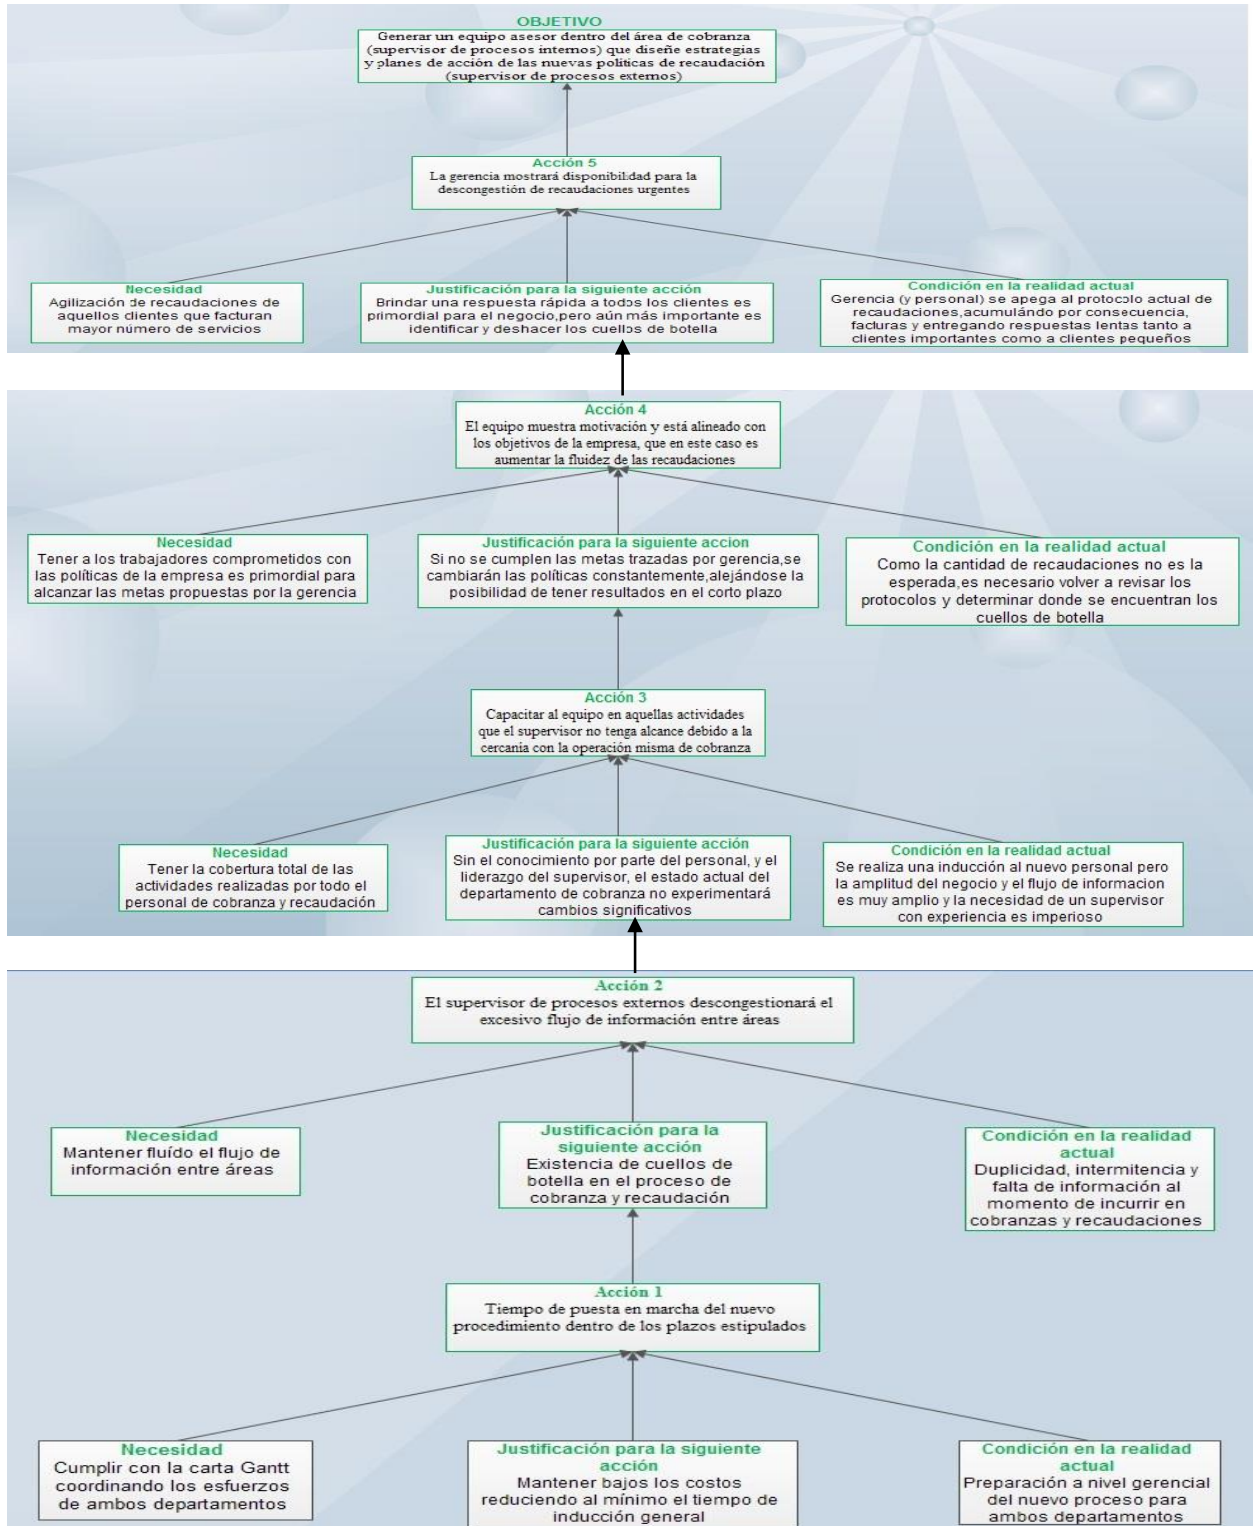 OBJETIVO
Generar un equipo asesor dentro del área de cobranza
(supervisor de procesos internos) que diseñe estrategias
y planes de acción de las nuevas políticas de recaudación
(supervisor de procesos externos)
Acción 5
La gerencia mostrará disponibilidad para la
descongestión de recaudaciones urgentes
Necesidad
Agilización de recaudaciones de
aquellos clientes que facturan
mayor número de servicios
Justificación para la siguiente acción
Brindar una respuesta rápida a todos los clientes es
primordial para el negocio,pero aún más importante es
identificar y deshacer los cuellos de botella
Condición en la realidad actual
Gerencia (y personal) se apega al protocolo actual de
recaudaciones,acumulándo por consecuencia,
facturas y entregando respuestas lentas tanto a
clientes importantes como a clientes pequeños
Acción 4
El equipo muestra motivación y está alineado con
los objetivos de la empresa, que en este caso es
aumentar la fluidez de las recaudaciones
Necesidad
Tener a los trabajadores comprometidos con
las políticas de la empresa es primordial para
alcanzar las metas propuestas por la gerencia
Justificación para la siguiente accion
Si no se cumplen las metas trazadas por gerencia,se
cambiarán las políticas constantemente,alejándose la
posibilidad de tener resultados en el corto plazo
Condición en la realidad actual
Como la cantidad de recaudaciones no es la
esperada,es necesario volver a revisar los
protocolos y determinar donde se encuentran los
cuellos de botella
Acción 3
Capacitar al equipo en aquellas actividades
que el supervisor no tenga alcance debido a la
cercanía con la operación misma de cobranza
Necesidad
Tener la cobertura total de las
actividades realizadas por todo el
personal de cobranza y recaudación
Justificación para la siguiente acción
Sin el conocimiento por parte del personal, y el
liderazgo del supervisor, el estado actual del
departamento de cobranza no experimentará
cambios significativos
Condición en la realidad actual
Se realiza una inducción al nuevo personal pero
la amplitud del negocio y el flujo de informacion
es muy amplio y la necesidad de un supervisor
con experiencia es imperioso
Acción 2
El supervisor de procesos externos descongestionará el
excesivo flujo de información entre áreas
Necesidad
Mantener fluído el flujo de
información entre áreas
Justificación para la
siguiente acción
Existencia de cuellos de
botella en el proceso de
cobranza y recaudación
Condición en la realidad
actual
Duplicidad, intermitencia y
falta de información al
momento de incurrir en
cobranzas y recaudaciones
Acción 1
Tiempo de puesta en marcha del nuevo
procedimiento dentro de los plazos estipulados
Necesidad
Cumplir con la carta Gantt
coordinando los esfuerzos
de ambos departamentos
Justificación para la siguiente
acción
Mantener bajos los costos
reduciendo al mínimo el tiempo de
inducción general
Condición en la realidad
actual
Preparación a nivel gerencial
del nuevo proceso para
ambos departamentos